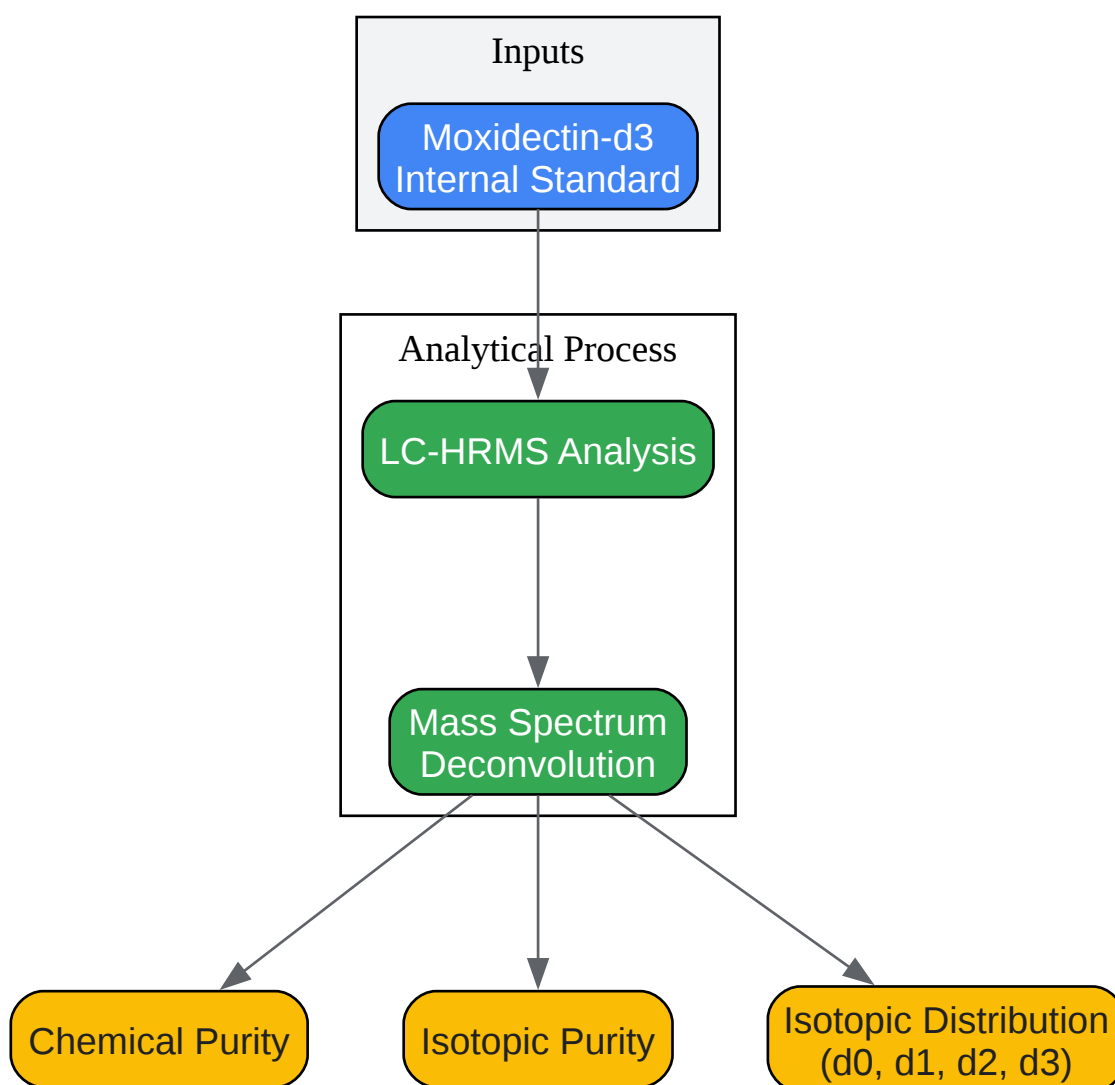 Inputs
Moxidectin-d3
Internal Standard
Analytical Process
LC-HRMS Analysis
Mass Spectrum
Deconvolution
Chemical Purity
Isotopic Purity
Isotopic Distribution
(d0, d1, d2, d3)